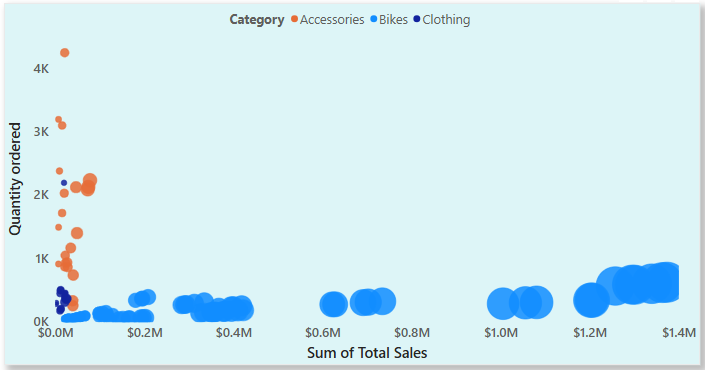 Category Accessories Bikes Clothing
Quantity ordered
4K
3K
2K
1K
0K
$0.0M $0.2M $0.4M $0.6M $0.8M $1.0M $1.2M $1.4M
Sum of Total Sales